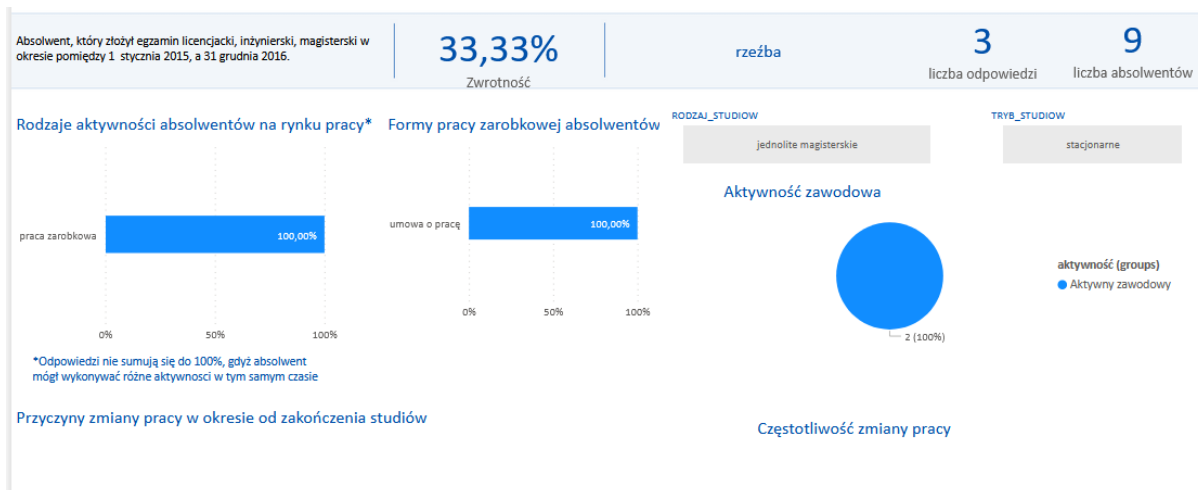 Absolwent, który złożył egzamin licencjacki, inżynierski, magisterski w
okresie pomiędzy 1 stycznia 2015, a 31 grudnia 2016.
33,33%
Zwrotność
rzeźba
3
liczba odpowiedzi
9
liczba absolwentów
Rodzaje aktywności absolwentów na rynku pracy*
praca zarobkowa
100,00%
0%
50%
100%
*Odpowiedzi nie sumują się do 100%, gdyż absolwent
mógł wykonywać różne aktywnosci w tym samym czasie
Formy pracy zarobkowej absolwentów
umowa o pracę
100,00%
0%
50%
100%
RODZAJ_STUDIOW
jednolite magisterskie
TRYB_STUDIOW
stacjonarne
Aktywność zawodowa
2 (100%)
aktywność (groups)
Aktywny zawodowy
Przyczyny zmiany pracy w okresie od zakończenia studiów
Częstotliwość zmiany pracy